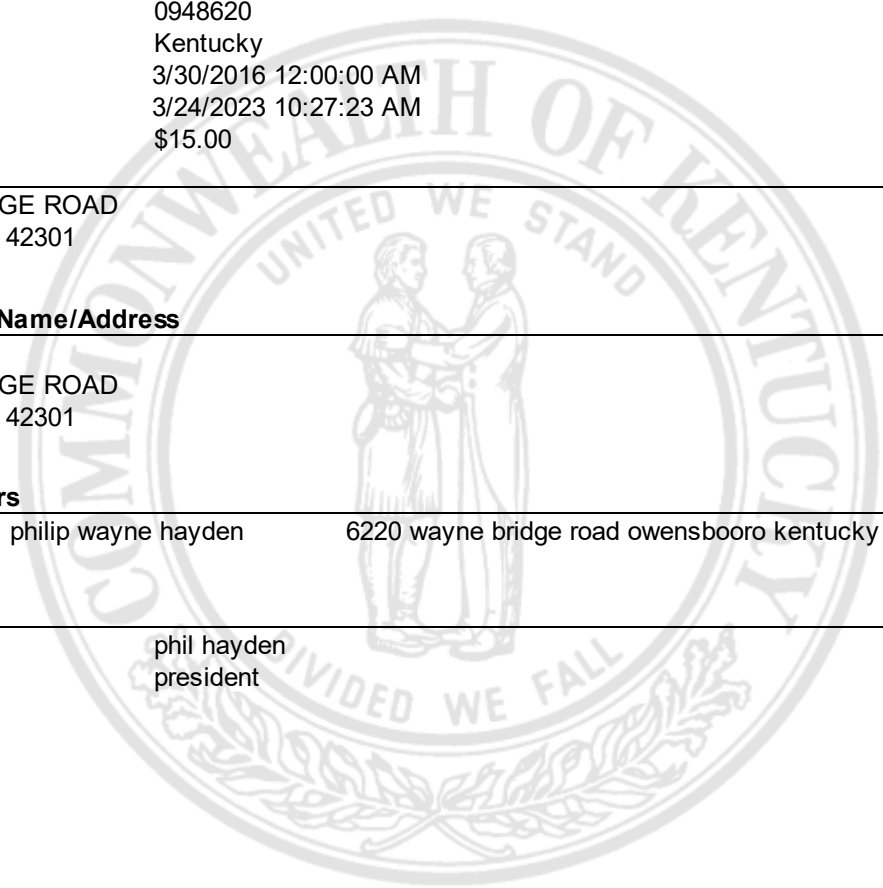 0948620
Kentucky
3/30/2016 12:00:00 AM
3/24/2023 10:27:23 AM
$15.00
GE ROAD
42301
Name/Address
GE ROAD
42301
rs
philip wayne hayden 6220 wayne bridge road owensbooro kentucky
phil hayden
president
COMMONWEALTH OF KENTUCKY
UNITED WE STAND
DIVIDED WE FALL